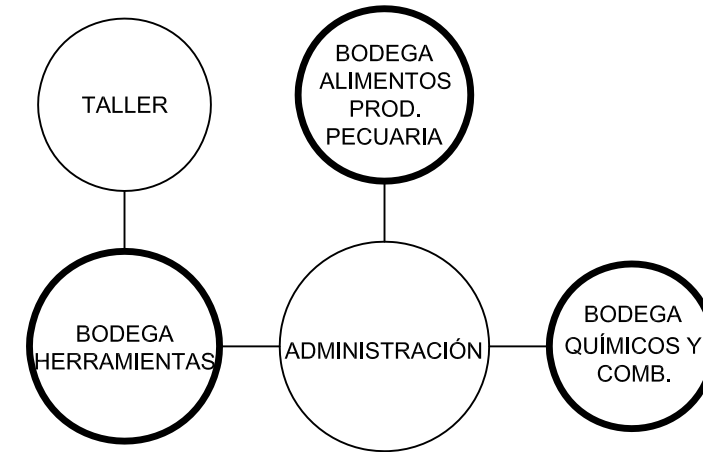 TALLER
BODEGA
ALIMENTOS
PROD.
PECUARIA
BODEGA
HERRAMIENTAS
ADMINISTRACIÓN
BODEGA
QUÍMICOS Y
COMB.